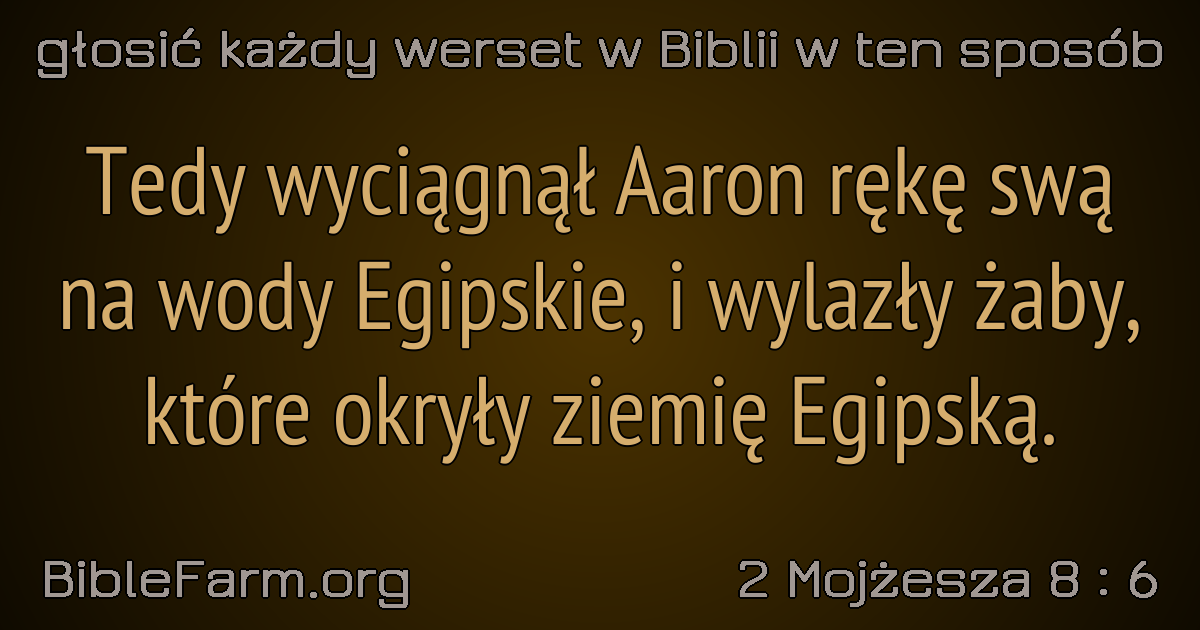 głosić każdy werset w Biblii w ten sposób
Tedy wyciągnął Aaron rękę swą
na wody Egipskie, i wylazły żaby,
które okryły ziemię Egipską.
BibleFarm.org
2 Mojżesza 8 : 6